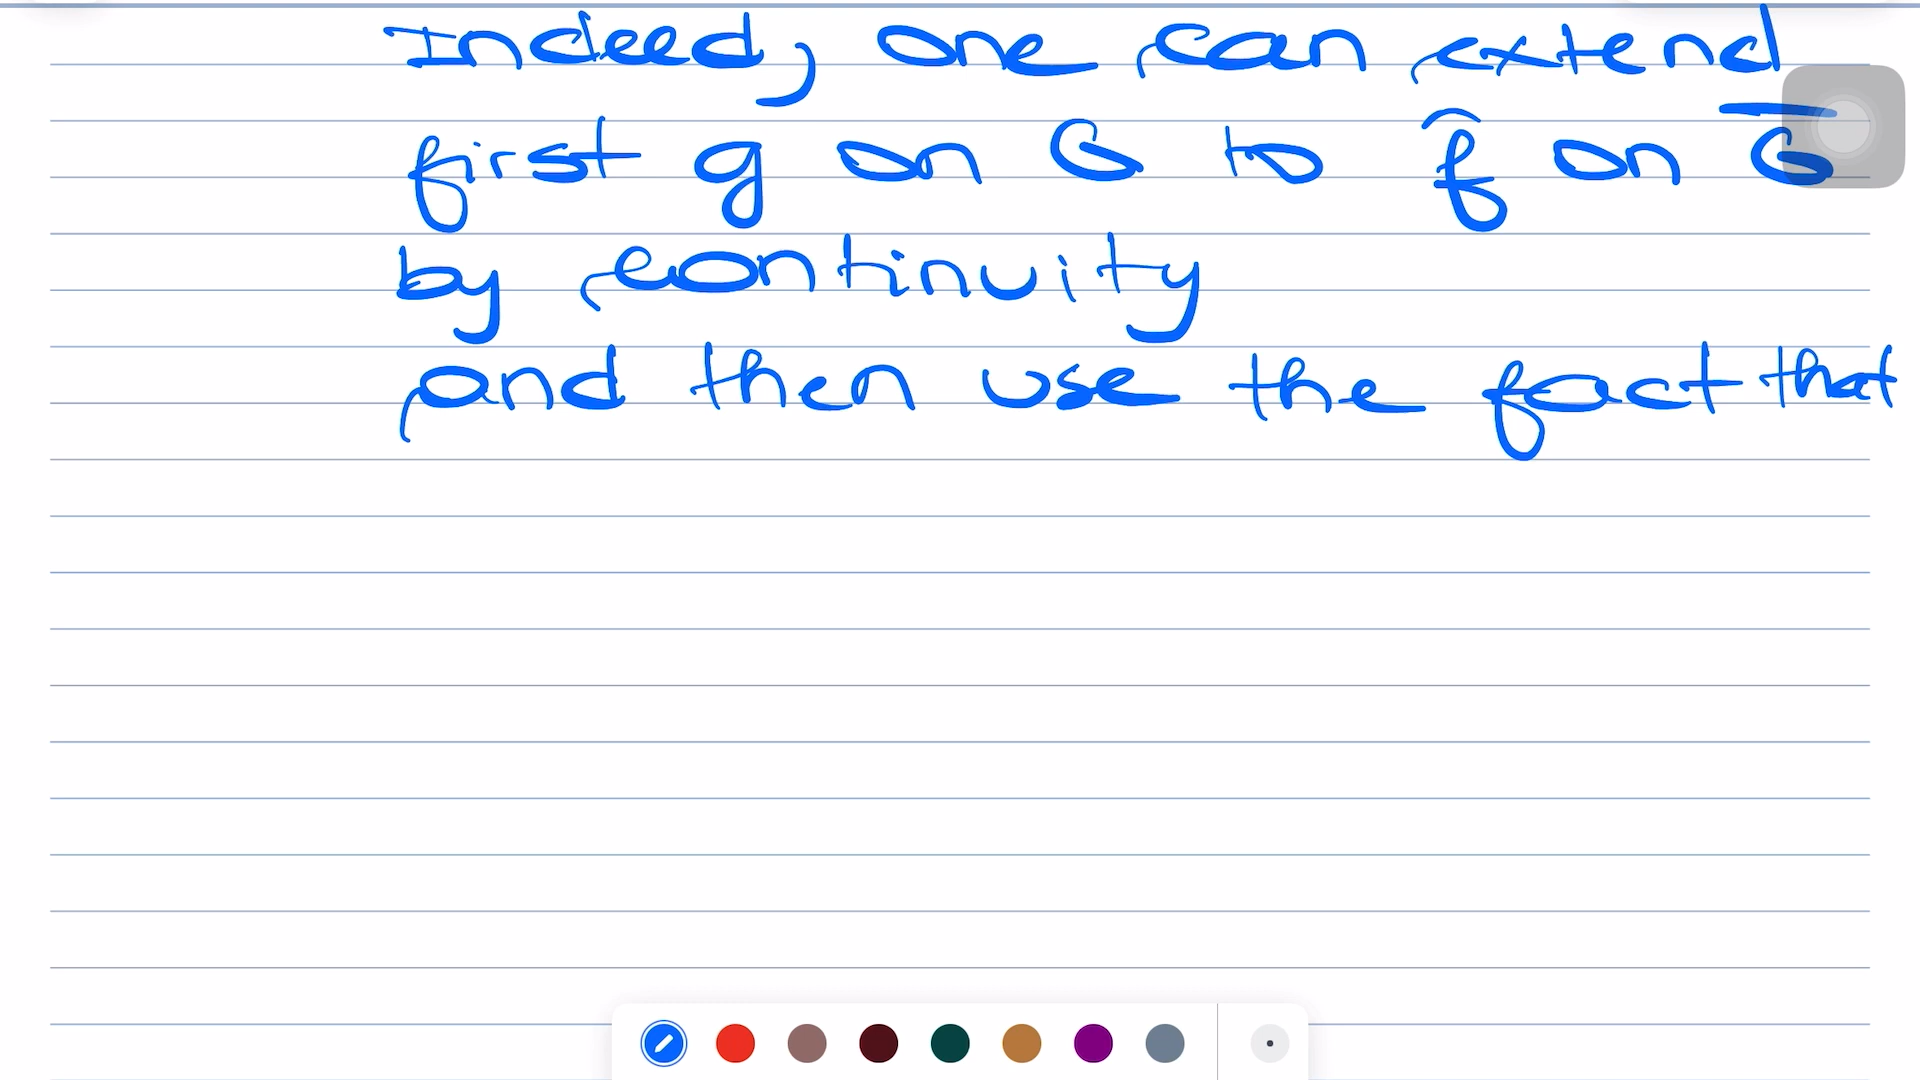 Indeed, one can extend
first g on G to f̂ on G̅
by continuity
and then use the fact that